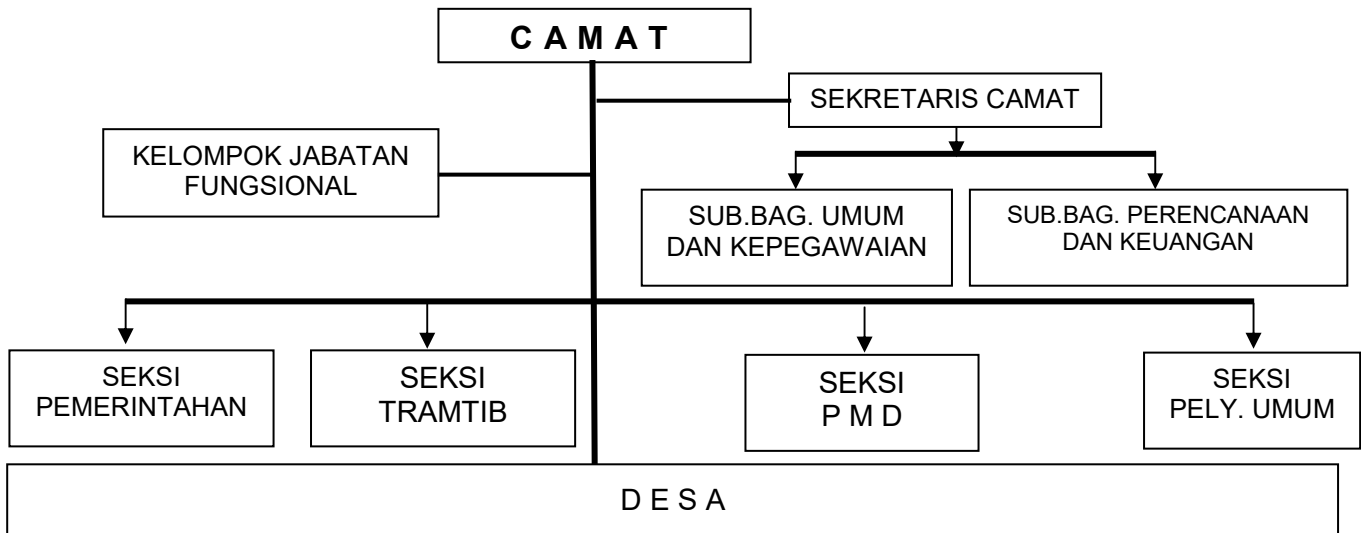 C A M A T
SEKRETARIS CAMAT
KELOMPOK JABATAN
FUNGSIONAL
SUB.BAG. UMUM
DAN KEPEGAWAIAN
SUB.BAG. PERENCANAAN
DAN KEUANGAN
SEKSI
PEMERINTAHAN
SEKSI
TRAMTIB
SEKSI
P M D
SEKSI
PELY. UMUM
D E S A